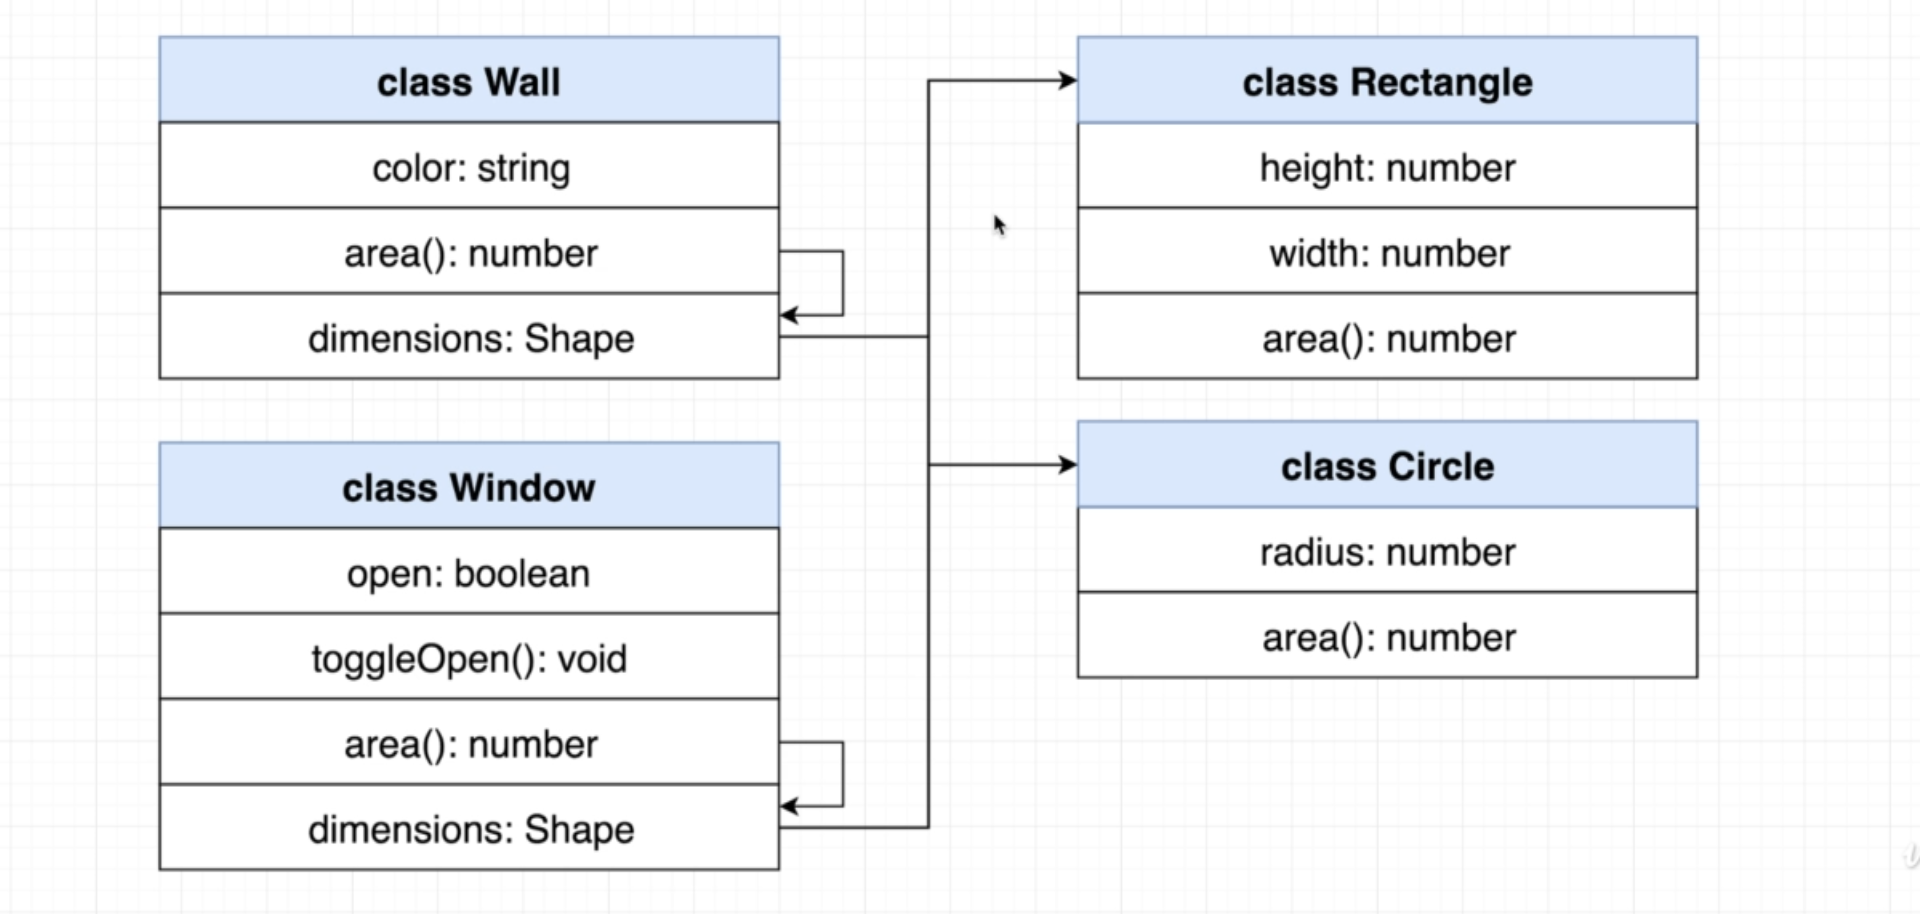 class Wall
color: string
area(): number
dimensions: Shape
class Window
open: boolean
toggleOpen(): void
area(): number
dimensions: Shape
class Rectangle
height: number
width: number
area(): number
class Circle
radius: number
area(): number